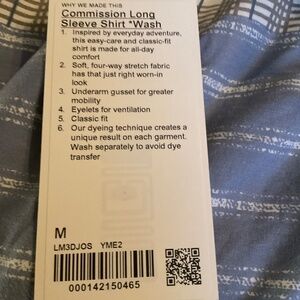 WHY WE MADE THIS
Commission Long
Sleeve Shirt *Wash
1. Inspired by everyday adventure,
this easy-care and classic-fit
shirt is made for all-day
comfort
2. Soft, four-way stretch fabric
has that just right worn-in
look
3. Underarm gusset for greater
mobility
4. Eyelets for ventilation
5. Classic fit
6. Our dyeing technique creates a
unique result on each garment.
Wash separately to avoid dye
transfer
M
LM3DJOS YME2
000142150465